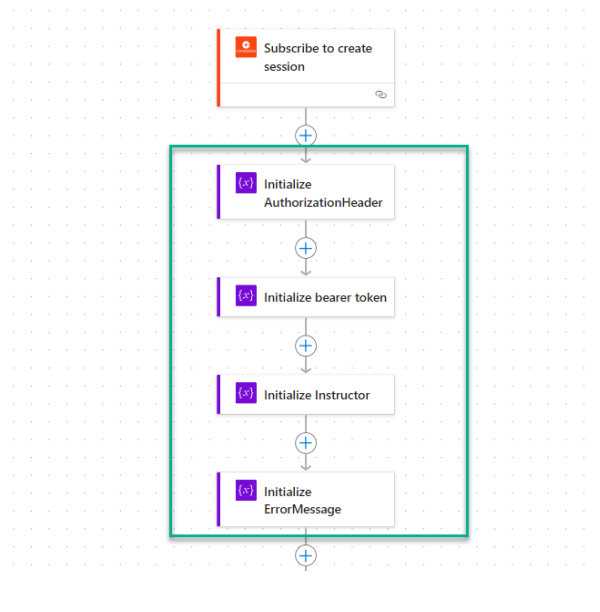 Subscribe to create
session
{x} Initialize
AuthorizationHeader
{x} Initialize bearer token
{x} Initialize Instructor
{x} Initialize
ErrorMessage